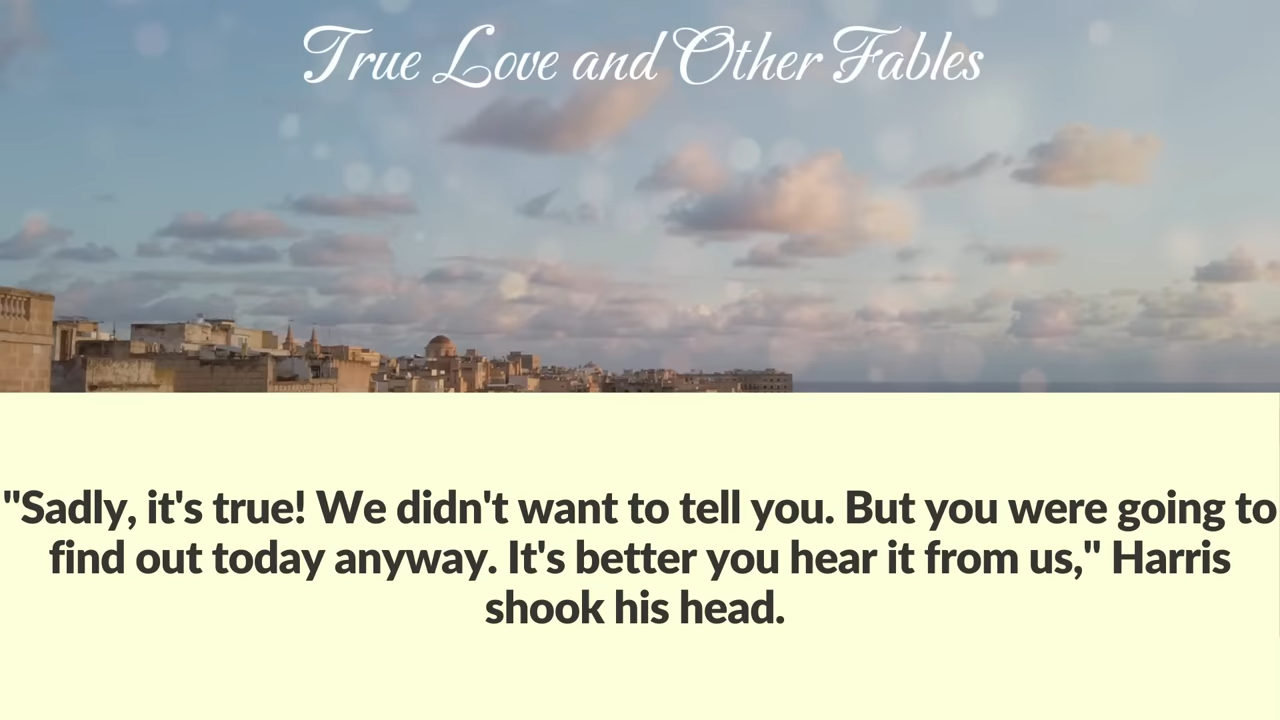 True Love and Other Fables
"Sadly, it's true! We didn't want to tell you. But you were going to
find out today anyway. It's better you hear it from us," Harris
shook his head.